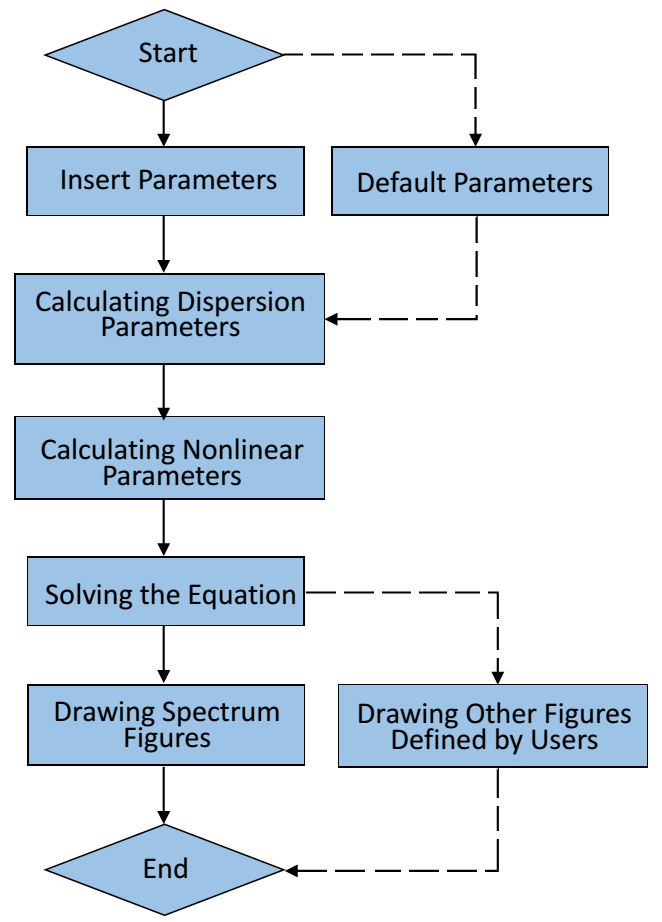 Start
Insert Parameters
Default Parameters
Calculating Dispersion
Parameters
Calculating Nonlinear
Parameters
Solving the Equation
Drawing Spectrum
Figures
Drawing Other Figures
Defined by Users
End